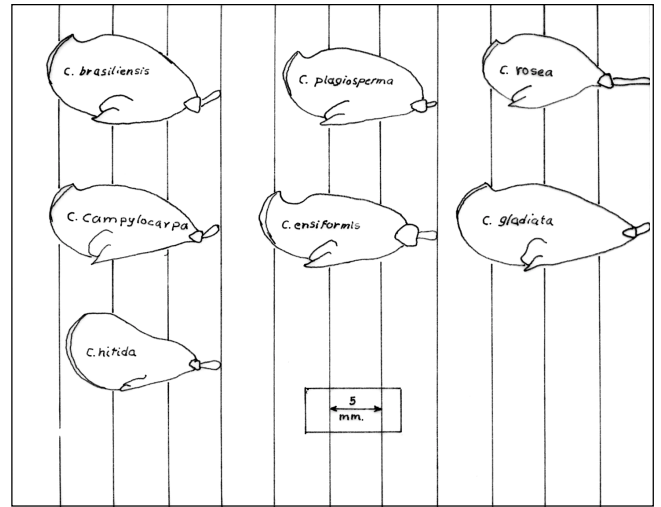 C. brasiliensis
C. plagiosperma
C. rosea
C. Campylocarpa
C. ensiformis
C. gladiata
C. nitida
5
mm.